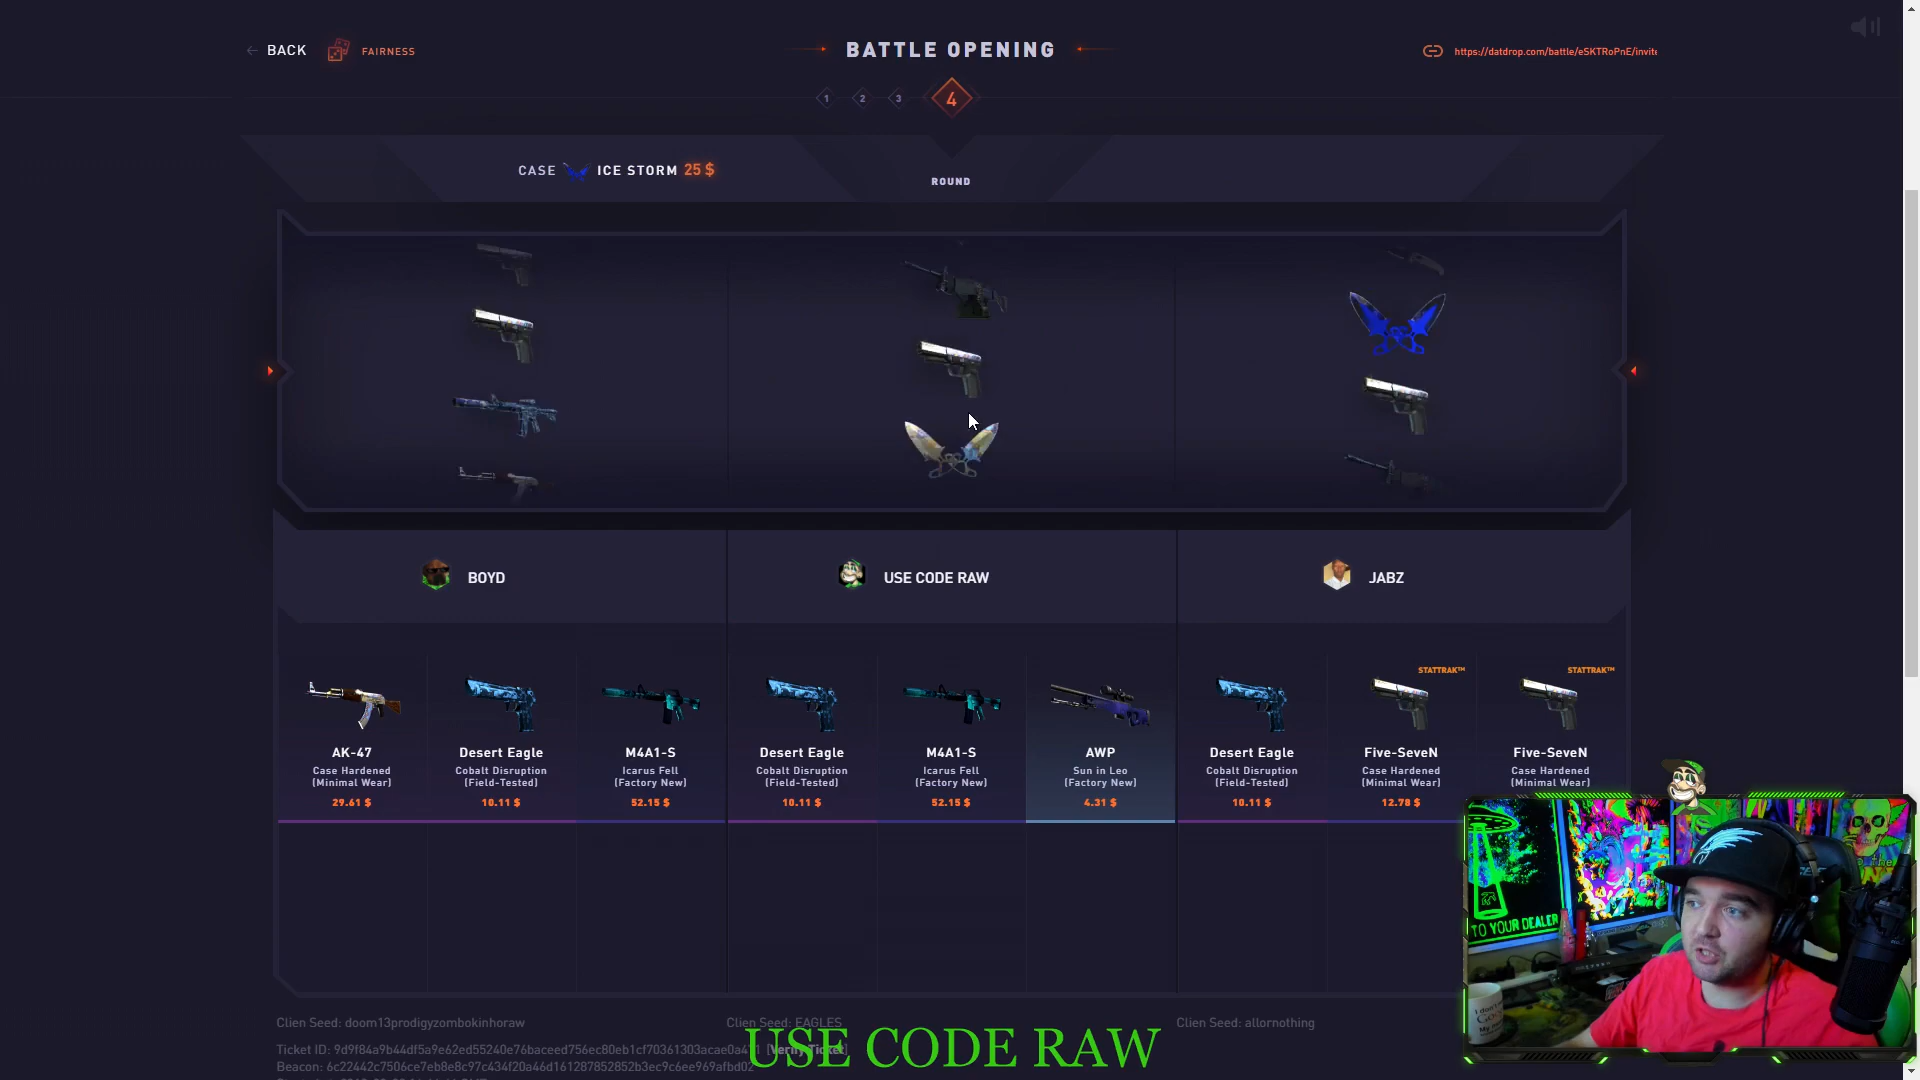 BACK
FAIRNESS
BATTLE OPENING
https://datdrop.com/battle/eSKTRoPnE/invite
1 2 3 4
CASE ICE STORM 25 $
ROUND
BOYD
USE CODE RAW
JABZ
STATTRAK™
STATTRAK™
AK-47
Case Hardened
(Minimal Wear)
29.61 $
Desert Eagle
Cobalt Disruption
(Field-Tested)
10.11 $
M4A1-S
Icarus Fell
(Factory New)
52.15 $
Desert Eagle
Cobalt Disruption
(Field-Tested)
10.11 $
M4A1-S
Icarus Fell
(Factory New)
52.15 $
AWP
Sun in Leo
(Factory New)
4.31 $
Desert Eagle
Cobalt Disruption
(Field-Tested)
10.11 $
Five-SeveN
Case Hardened
(Minimal Wear)
12.78 $
Five-SeveN
Case Hardened
(Minimal Wear)
TO YOUR DEALER
Clien Seed: doom13prodigyzombokinhoraw
Clien Seed: EAGLES
Clien Seed: allornothing
USE CODE RAW
Ticket ID:
[Verify Ticket]
Beacon: